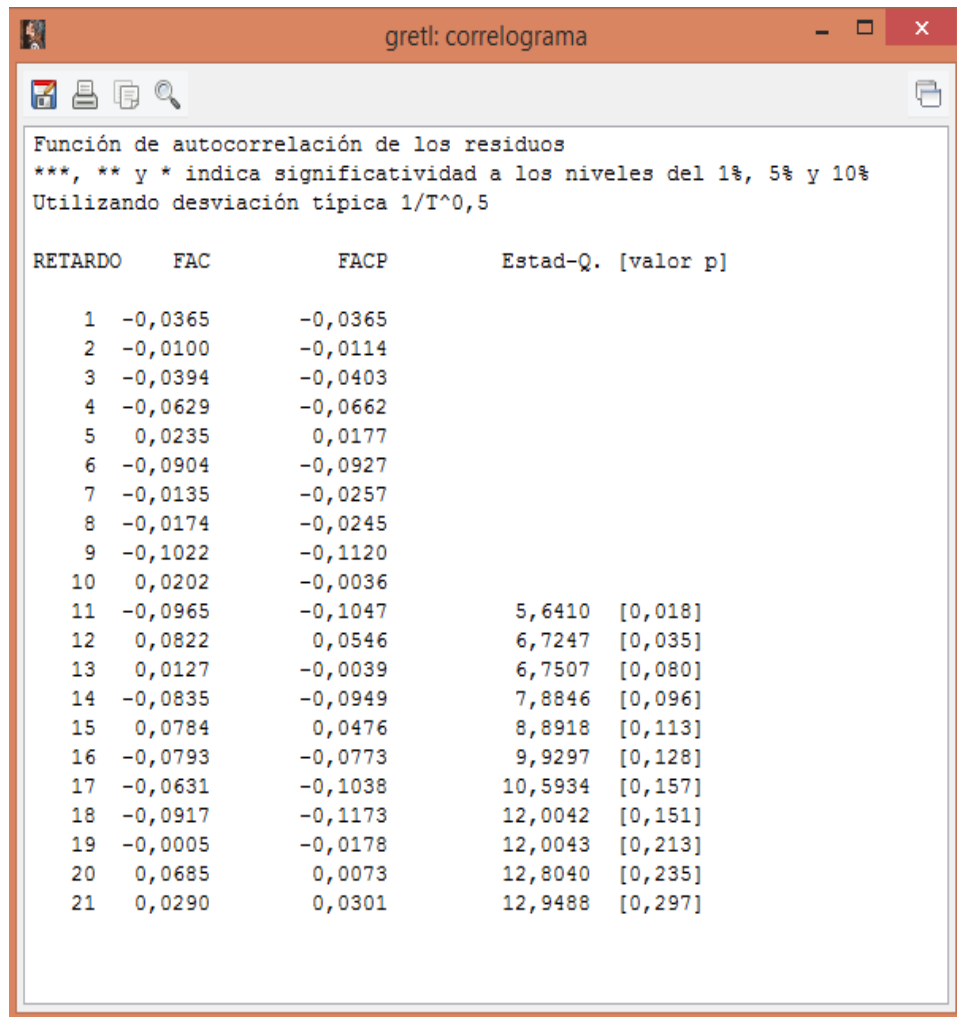 gretl: correlograma
Función de autocorrelación de los residuos
***, ** y * indica significatividad a los niveles del 1%, 5% y 10%
Utilizando desviación típica 1/T^0,5
RETARDO FAC FACP Estad-Q. [valor p]
1 -0,0365 -0,0365
2 -0,0100 -0,0114
3 -0,0394 -0,0403
4 -0,0629 -0,0662
5 0,0235 0,0177
6 -0,0904 -0,0927
7 -0,0135 -0,0257
8 -0,0174 -0,0245
9 -0,1022 -0,1120
10 0,0202 -0,0036
11 -0,0965 -0,1047 5,6410 [0,018]
12 0,0822 0,0546 6,7247 [0,035]
13 0,0127 -0,0039 6,7507 [0,080]
14 -0,0835 -0,0949 7,8846 [0,096]
15 0,0784 0,0476 8,8918 [0,113]
16 -0,0793 -0,0773 9,9297 [0,128]
17 -0,0631 -0,1038 10,5934 [0,157]
18 -0,0917 -0,1173 12,0042 [0,151]
19 -0,0005 -0,0178 12,0043 [0,213]
20 0,0685 0,0073 12,8040 [0,235]
21 0,0290 0,0301 12,9488 [0,297]